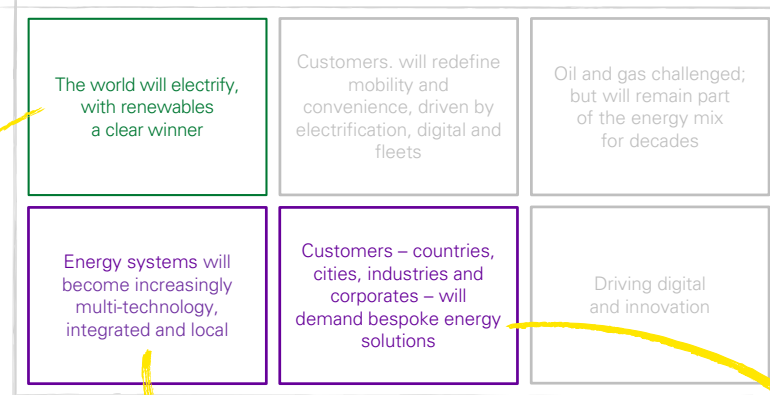 The world will electrify,
with renewables
a clear winner
Customers. will redefine
mobility and
convenience, driven by
electrification, digital and
fleets
Oil and gas challenged;
but will remain part
of the energy mix
for decades
Energy systems will
become increasingly
multi-technology,
integrated and local
Customers – countries,
cities, industries and
corporates – will
demand bespoke energy
solutions
Driving digital
and innovation